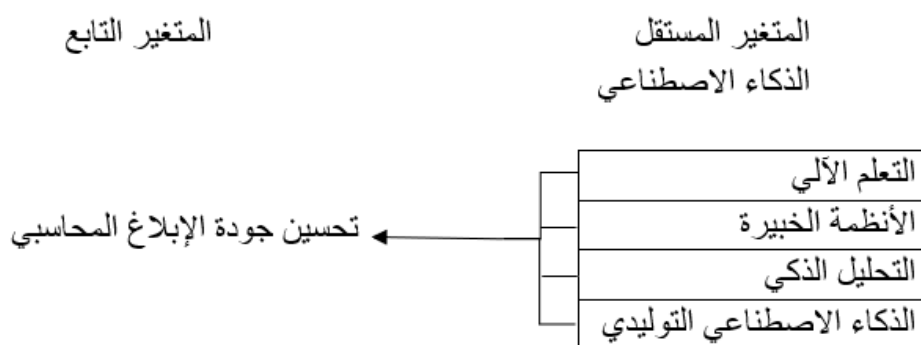 المتغير المستقل
المتغير التابع
الذكاء الاصطناعي
التعلم الآلي
الأنظمة الخبيرة
تحسين جودة الإبلاغ المحاسبي
التحليل الذكي
الذكاء الاصطناعي التوليدي